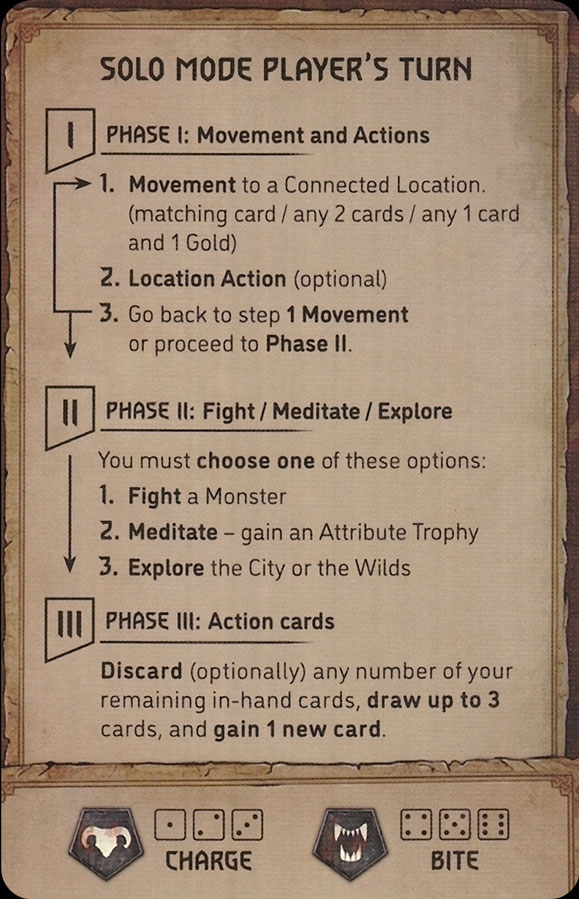 SOLO MODE PLAYER'S TURN
I PHASE I: Movement and Actions
1. Movement to a Connected Location.
(matching card / any 2 cards / any 1 card
and 1 Gold)
2. Location Action (optional)
3. Go back to step 1 Movement
or proceed to Phase II.
II PHASE II: Fight / Meditate / Explore
You must choose one of these options:
1. Fight a Monster
2. Meditate – gain an Attribute Trophy
3. Explore the City or the Wilds
III PHASE III: Action cards
Discard (optionally) any number of your
remaining in-hand cards, draw up to 3
cards, and gain 1 new card.
CHARGE BITE